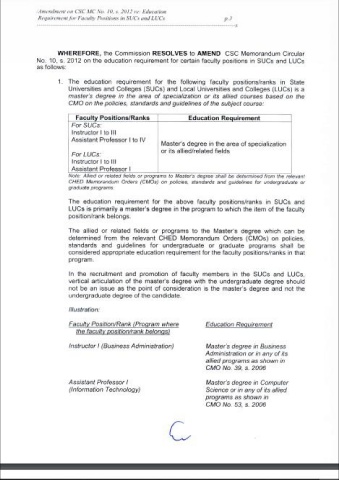 Amendment on CSC MC No. 10, s. 2012 re: Education
Requirement for Faculty Positions in SUCs and LUCs p.3
WHEREFORE, the Commission RESOLVES to AMEND CSC Memorandum Circular
No. 10, s. 2012 on the education requirement for certain faculty positions in SUCs and LUCs
as follows:
1. The education requirement for the following faculty positions/ranks in State
Universities and Colleges (SUCs) and Local Universities and Colleges (LUCs) is a
master's degree in the area of specialization or its allied courses based on the
CMO on the policies, standards and guidelines of the subject course:
Faculty Positions/Ranks Education Requirement
For SUCs:
Instructor I to III
Assistant Professor I to IV
Master's degree in the area of specialization
or its allied/related fields
For LUCs:
Instructor I to III
Assistant Professor I
Note: Allied or related fields or programs to Master's degree shall be determined from the relevant
CHED Memorandum Orders (CMOs) on policies, standards and guidelines for undergraduate or
graduate programs.
The education requirement for the above faculty positions/ranks in SUCs and
LUCs is primarily a master's degree in the program to which the item of the faculty
position/rank belongs.
The allied or related fields or programs to the master's degree which can be
determined from the relevant CHED Memorandum Orders (CMOs) on policies,
standards and guidelines for undergraduate or graduate programs shall be
considered appropriate education requirement for the faculty positions/ranks in that
program.
In the recruitment and promotion of faculty members in the SUCs and LUCs,
vertical articulation of the master's degree with the undergraduate degree should
not be an issue as the point of consideration is the master's degree and not the
undergraduate degree of the candidate.
Illustration:
Faculty Position/Rank (Program where Education Requirement
the faculty position/rank belongs)
Instructor I (Business Administration) Master's degree in Business
Administration or in any of its
allied programs as shown in
CMO No. 39, s. 2006
Assistant Professor I Master's degree in Computer
(Information Technology) Science or in any of its allied
programs as shown in
CMO No. 53, s. 2006